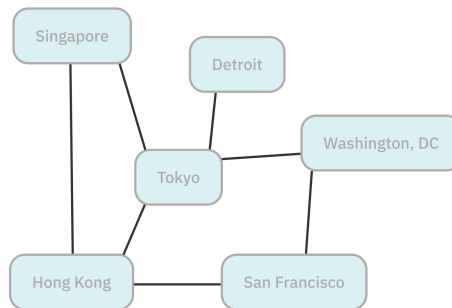 Singapore
Detroit
Washington, DC
Tokyo
Hong Kong
San Francisco